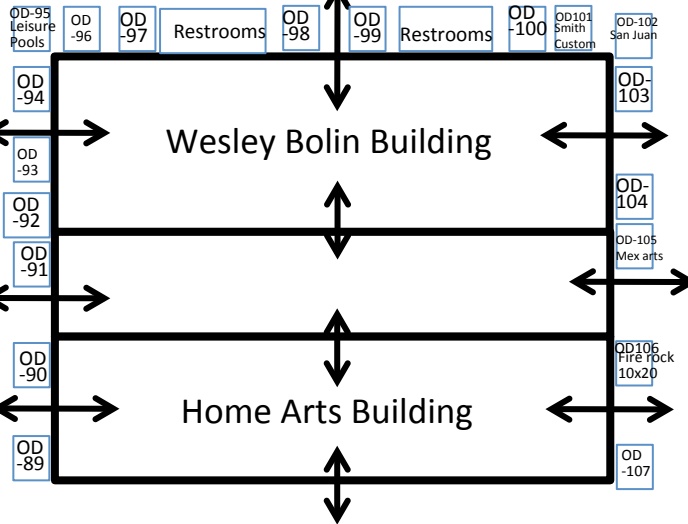 OD-95
Leisure
Pools
OD
-96
OD
-97
Restrooms
OD
-98
OD
-99
Restrooms
OD
-100
OD101
Smith
Custom
OD-102
San Juan
OD
-94
OD-
103
Wesley Bolin Building
OD
-93
OD
-92
OD-
104
OD
-91
OD-105
Mex arts
OD
-90
OD106
Fire rock
10x20
Home Arts Building
OD
-89
OD
-107